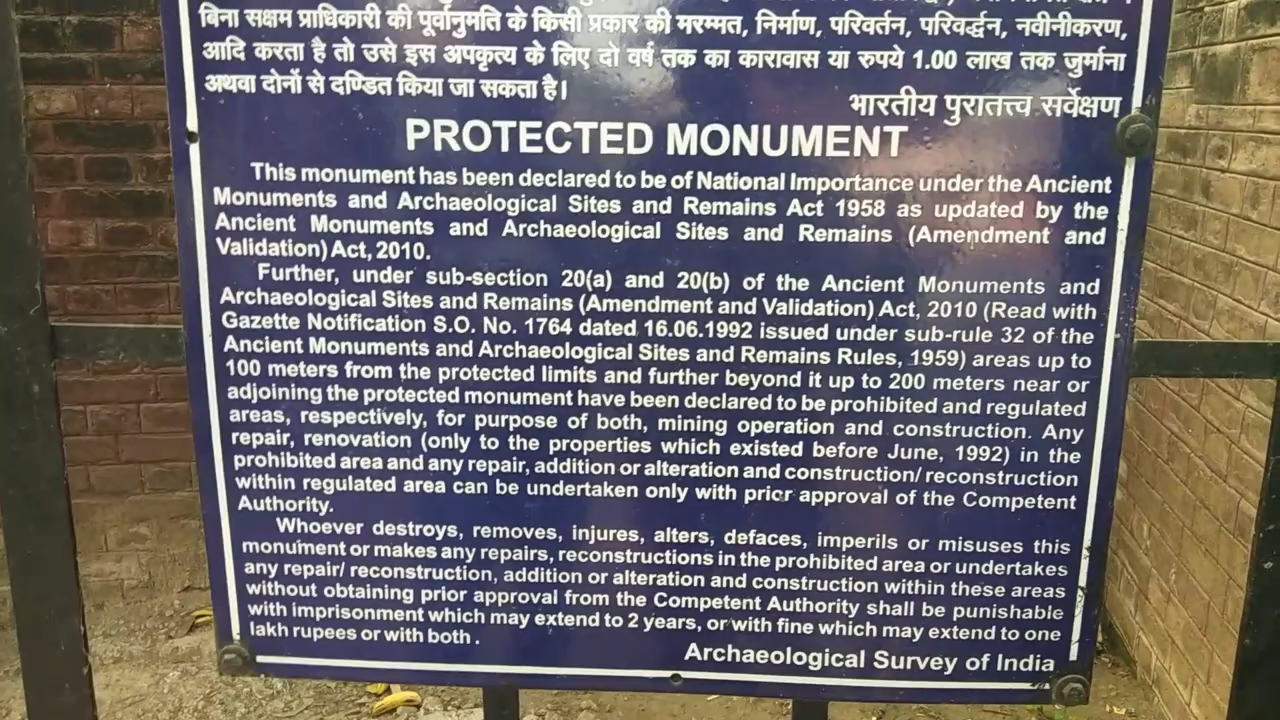 बिना सक्षम प्राधिकारी की पूर्वानुमति के किसी प्रकार की मरम्मत, निर्माण, परिवर्तन, परिवर्द्धन, नवीनीकरण,
आदि करता है तो उसे इस अपकृत्य के लिए दो वर्ष तक का कारावास या रुपये 1.00 लाख तक जुर्माना
अथवा दोनों से दण्डित किया जा सकता है।
भारतीय पुरातत्त्व सर्वेक्षण
PROTECTED MONUMENT
This monument has been declared to be of National Importance under the Ancient
Monuments and Archaeological Sites and Remains Act 1958 as updated by the
Ancient Monuments and Archaeological Sites and Remains (Amendment and
Validation) Act, 2010.
Further, under sub-section 20(a) and 20(b) of the Ancient Monuments and
Archaeological Sites and Remains (Amendment and Validation) Act, 2010 (Read with
Gazette Notification S.O. No. 1764 dated 16.06.1992 issued under sub-rule 32 of the
Ancient Monuments and Archaeological Sites and Remains Rules, 1959) areas up to
100 meters from the protected limits and further beyond it up to 200 meters near or
adjoining the protected monument have been declared to be prohibited and regulated
areas, respectively, for purpose of both, mining operation and construction. Any
repair, renovation (only to the properties which existed before June, 1992) in the
prohibited area and any repair, addition or alteration and construction/ reconstruction
within regulated area can be undertaken only with prior approval of the Competent
Authority.
Whoever destroys, removes, injures, alters, defaces, imperils or misuses this
monument or makes any repairs, reconstructions in the prohibited area or undertakes
any repair/ reconstruction, addition or alteration and construction within these areas
without obtaining prior approval from the Competent Authority shall be punishable
with imprisonment which may extend to 2 years, or with fine which may extend to one
lakh rupees or with both .
Archaeological Survey of India